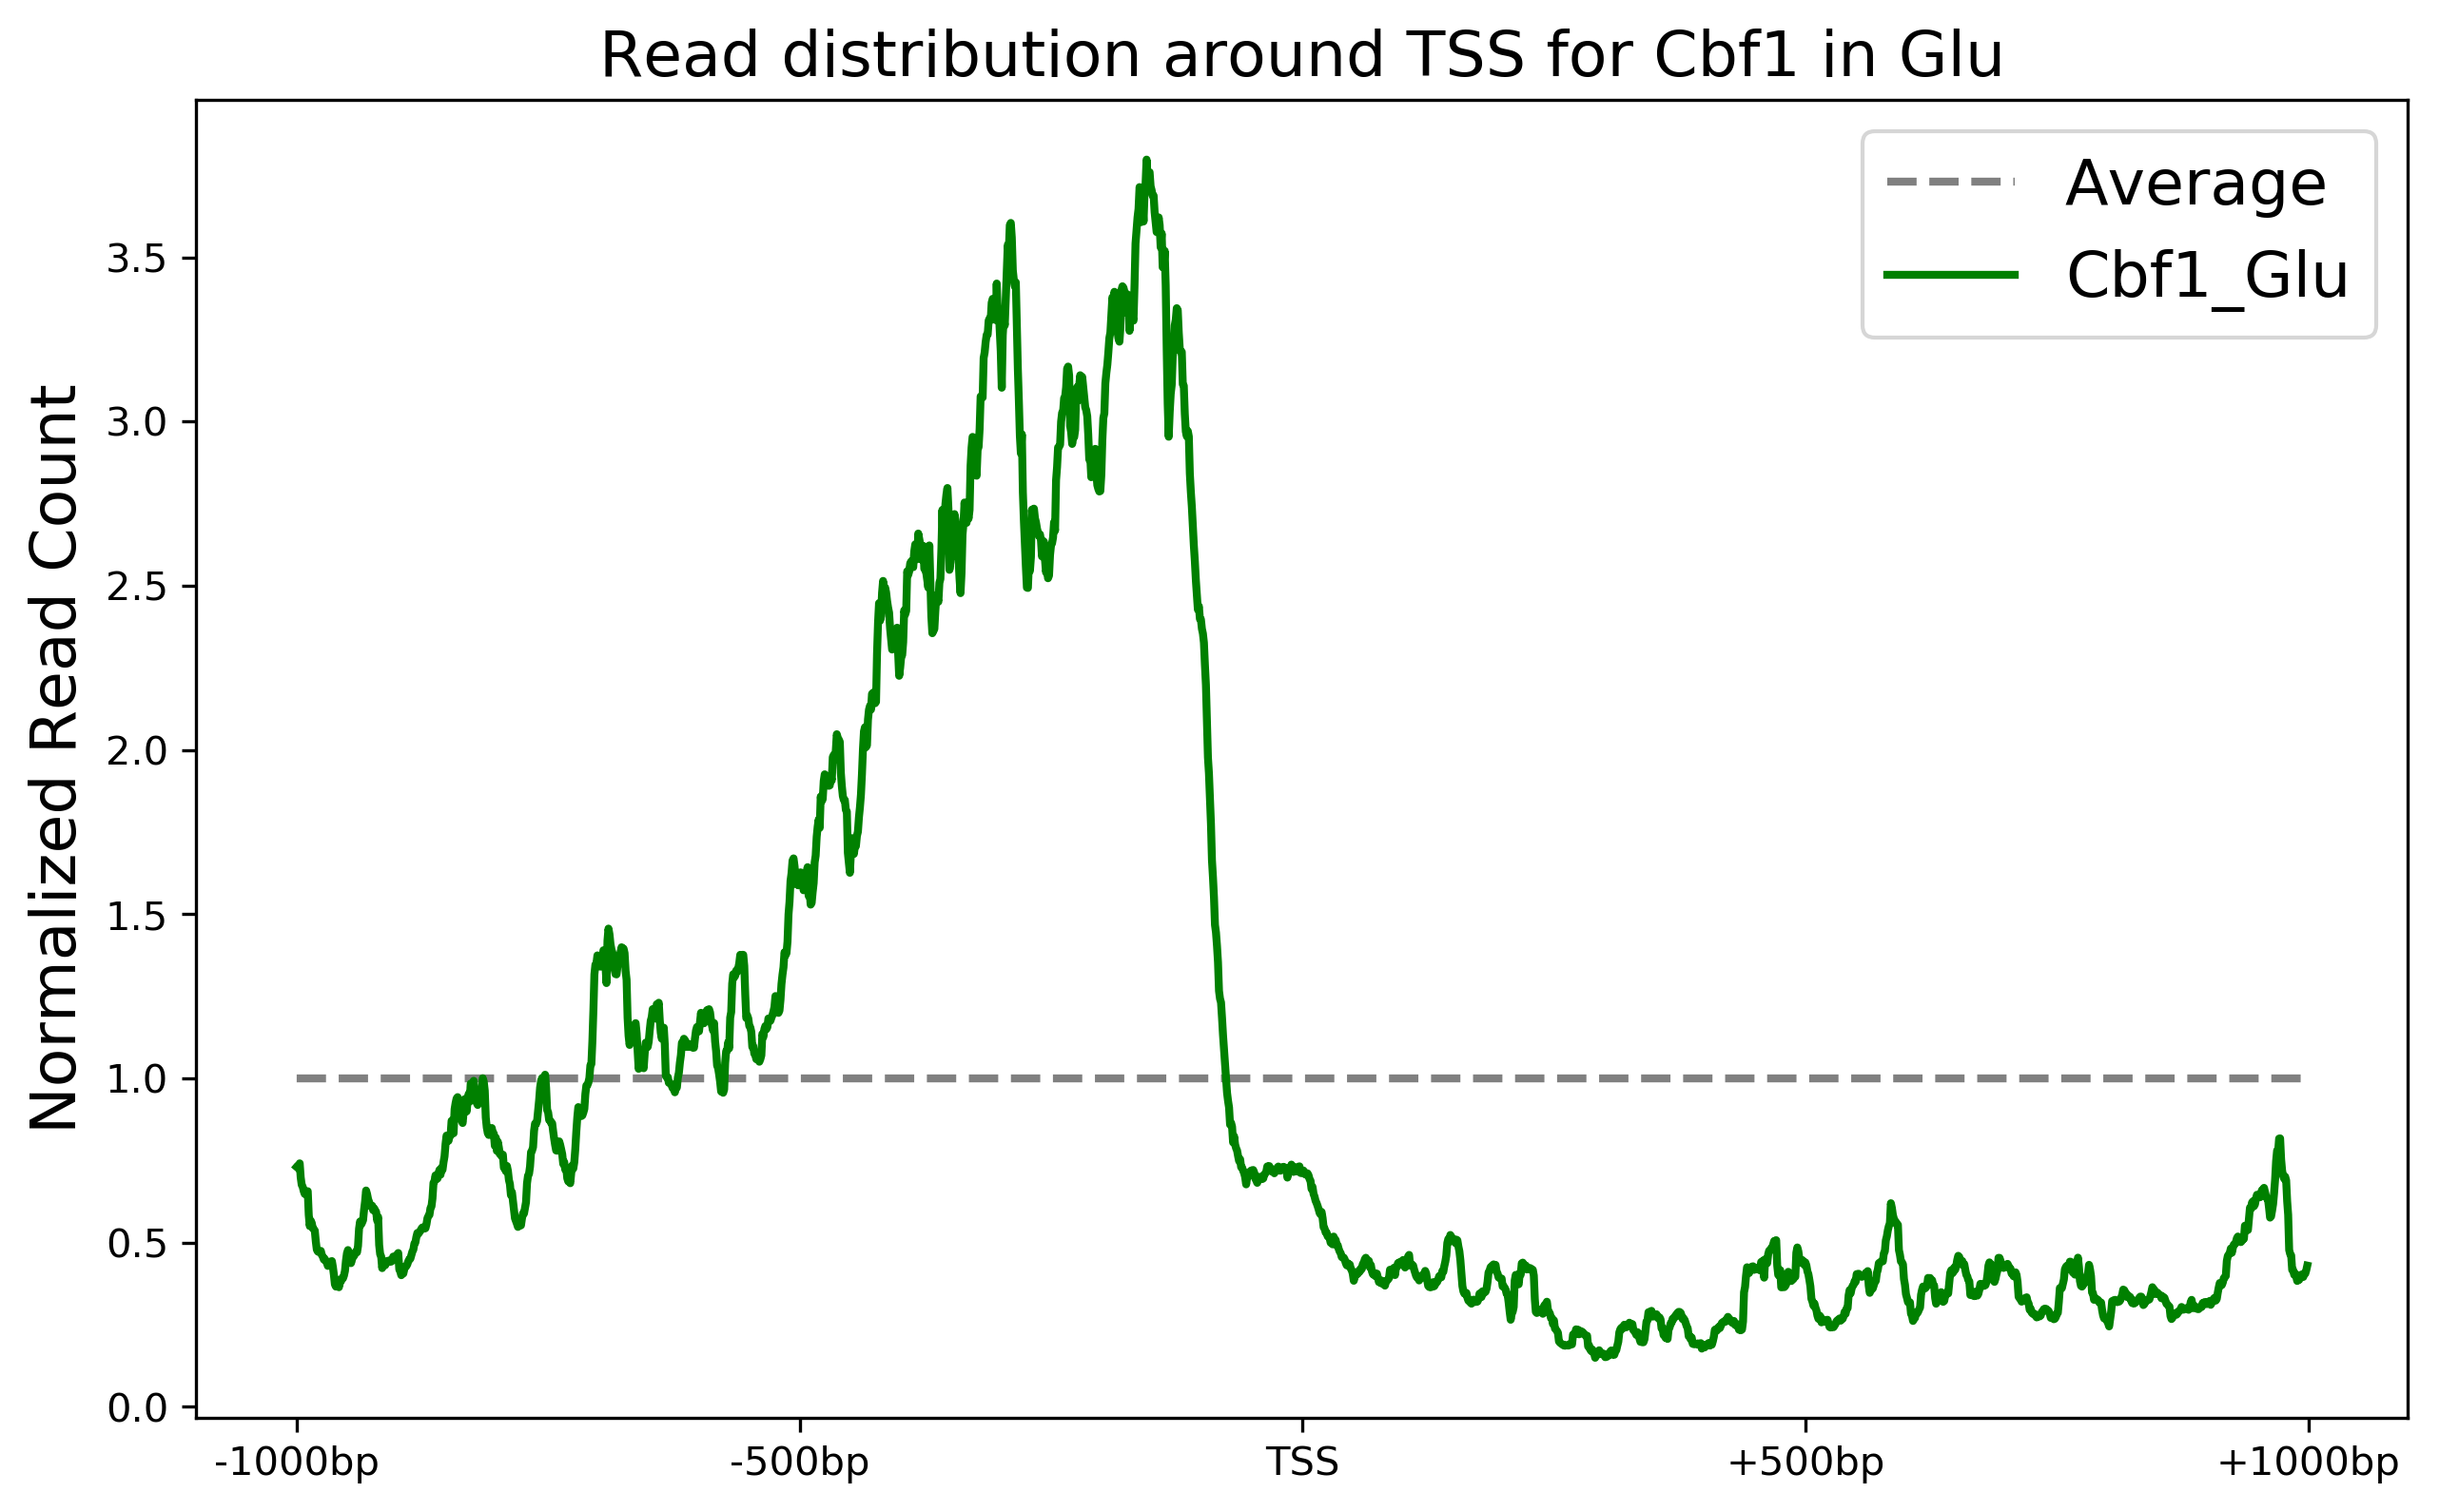 Read distribution around TSS for Cbf1 in Glu
Average
Cbf1_Glu
Normalized Read Count
3.5
3.0
2.5
2.0
1.5
1.0
0.5
0.0
-1000bp
-500bp
TSS
+500bp
+1000bp